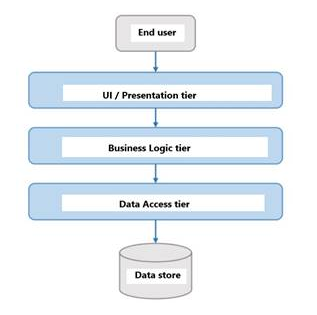 End user
UI / Presentation tier
Business Logic tier
Data Access tier
Data store